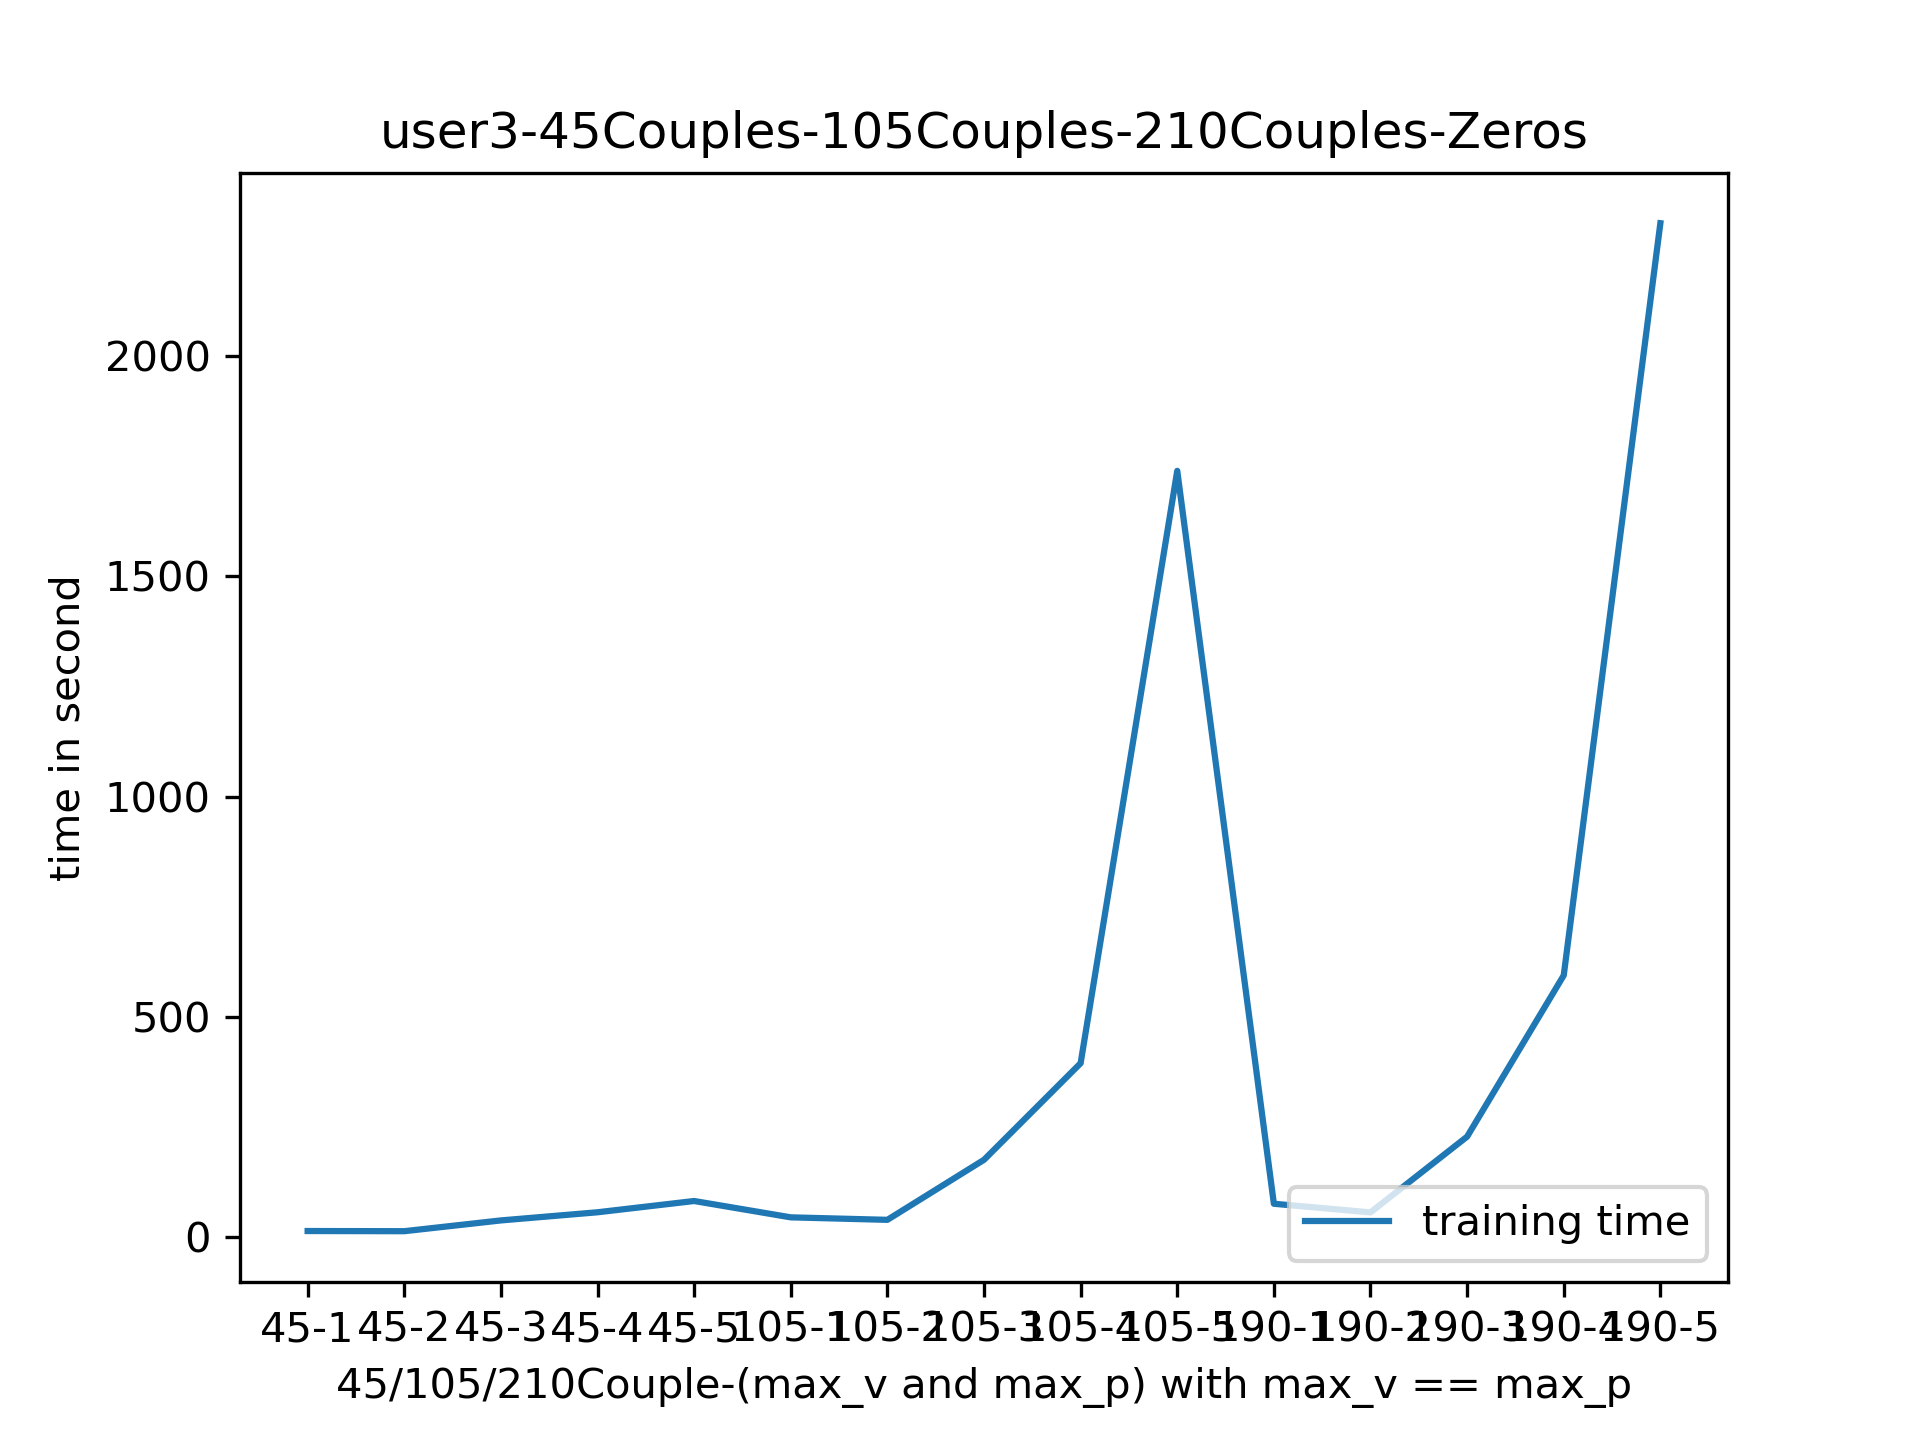 user3-45Couples-105Couples-210Couples-Zeros
2000
1500
1000
500
0
time in second
training time
45-1 45-2 45-3 45-4 45-5 105-1 105-2 105-3 105-4 105-5 190-1 190-2 190-3 190-4 190-5
45/105/210Couple-(max_v and max_p) with max_v == max_p